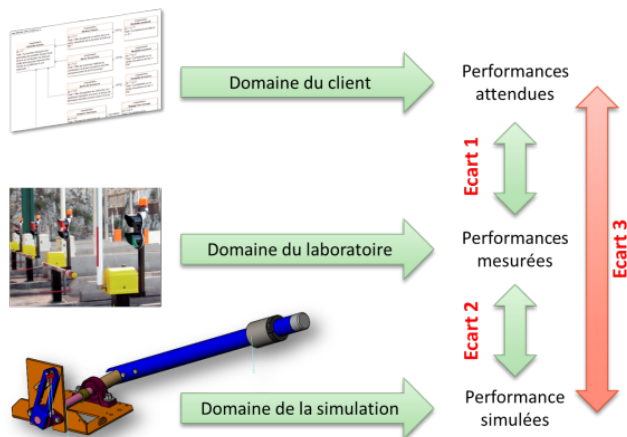 Domaine du client
Performances
attendues
Ecart 1
Ecart 3
Domaine du laboratoire
Performances
mesurées
Ecart 2
Domaine de la simulation
Performance
simulées